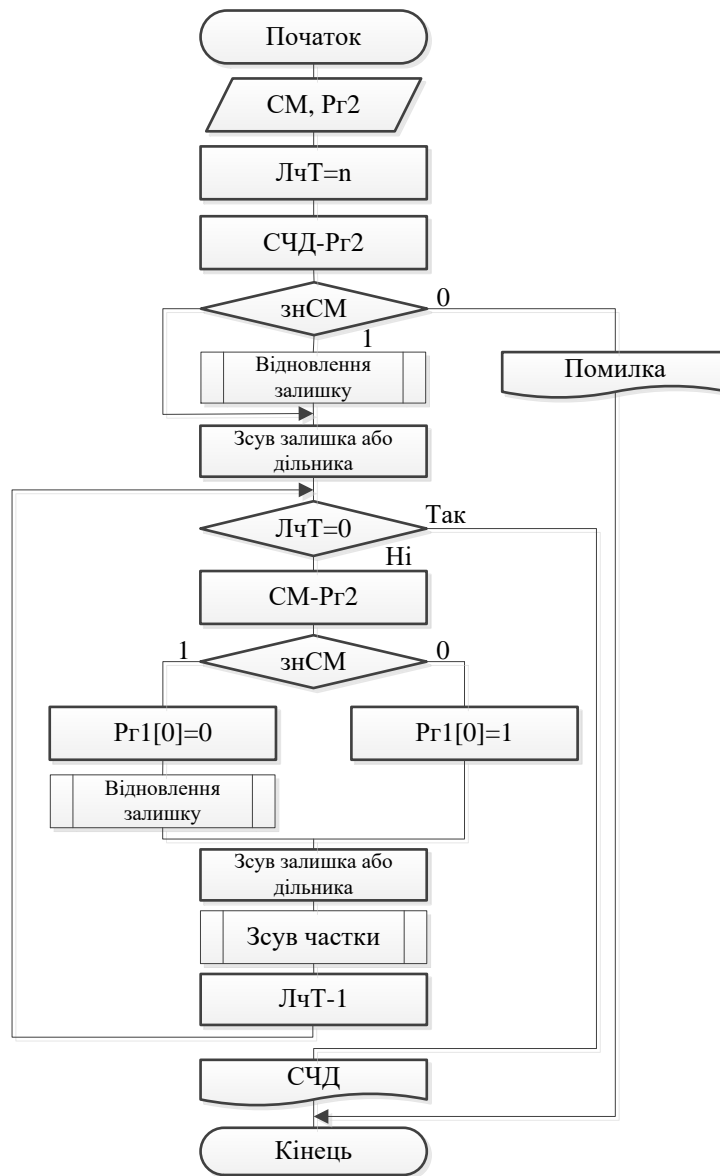 Початок
СМ, Рг2
ЛчТ=n
СЧД-Рг2
знСМ
0
1
Відновлення
залишку
Помилка
Зсув залишка або
дільника
ЛчТ=0
Так
Ні
СМ-Рг2
1
знСМ
0
Рг1[0]=0
Рг1[0]=1
Відновлення
залишку
Зсув залишка або
дільника
Зсув частки
ЛчТ-1
СЧД
Кінець